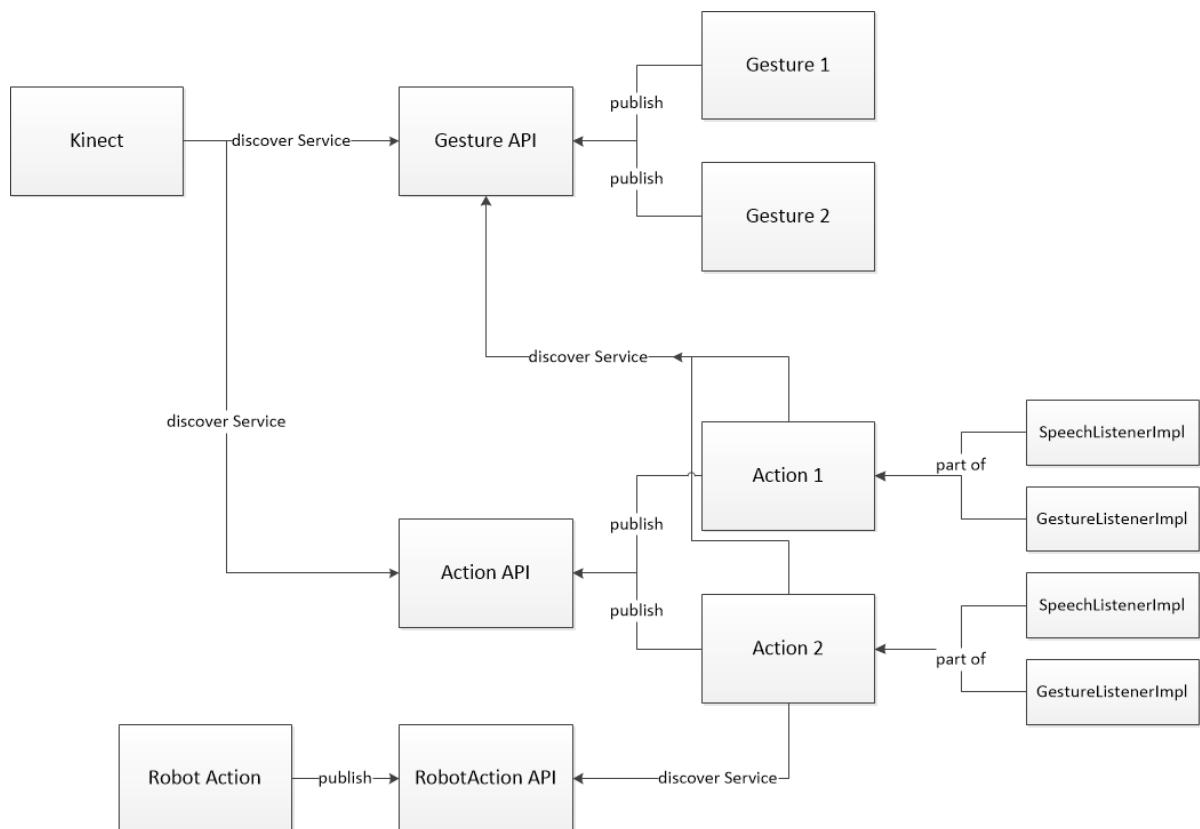 Gesture 1
publish
Kinect
discover Service
Gesture API
publish
Gesture 2
discover Service
discover Service
SpeechListenerImpl
Action 1
part of
GestureListenerImpl
publish
Action API
SpeechListenerImpl
publish
Action 2
part of
GestureListenerImpl
Robot Action
publish
RobotAction API
discover Service